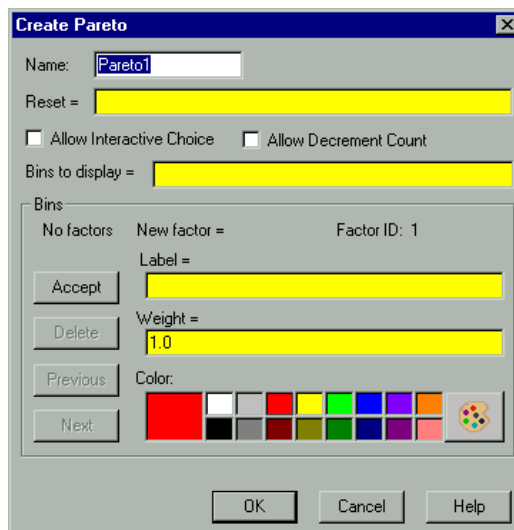 Create Pareto
Name: Pareto1
Reset =
Allow Interactive Choice Allow Decrement Count
Bins to display =
Bins
No factors New factor = Factor ID: 1
Label =
Accept
Weight =
Delete 1.0
Previous Color:
Next
OK Cancel Help